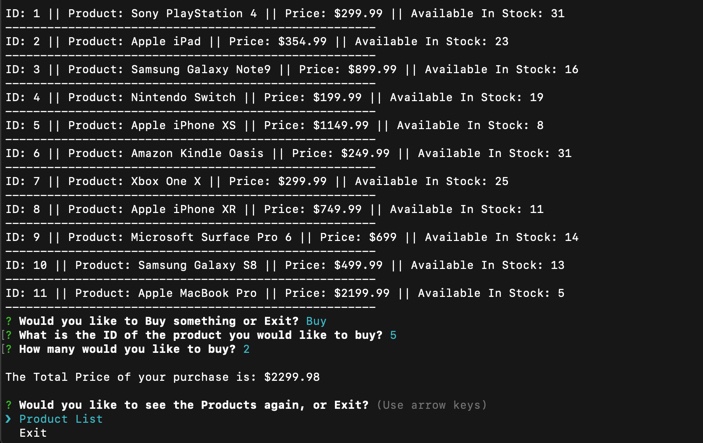 ID: 1 || Product: Sony PlayStation 4 || Price: $299.99 || Available In Stock: 31
ID: 2 || Product: Apple iPad || Price: $354.99 || Available In Stock: 23
ID: 3 || Product: Samsung Galaxy Note9 || Price: $899.99 || Available In Stock: 16
ID: 4 || Product: Nintendo Switch || Price: $199.99 || Available In Stock: 19
ID: 5 || Product: Apple iPhone XS || Price: $1149.99 || Available In Stock: 8
ID: 6 || Product: Amazon Kindle Oasis || Price: $249.99 || Available In Stock: 31
ID: 7 || Product: Xbox One X || Price: $299.99 || Available In Stock: 25
ID: 8 || Product: Apple iPhone XR || Price: $749.99 || Available In Stock: 11
ID: 9 || Product: Microsoft Surface Pro 6 || Price: $699 || Available In Stock: 14
ID: 10 || Product: Samsung Galaxy S8 || Price: $499.99 || Available In Stock: 13
ID: 11 || Product: Apple MacBook Pro || Price: $2199.99 || Available In Stock: 5
? Would you like to Buy something or Exit? Buy
[? What is the ID of the product you would like to buy? 5
[? How many would you like to buy? 2
The Total Price of your purchase is: $2299.98
? Would you like to see the Products again, or Exit? (Use arrow keys)
❯ Product List
Exit